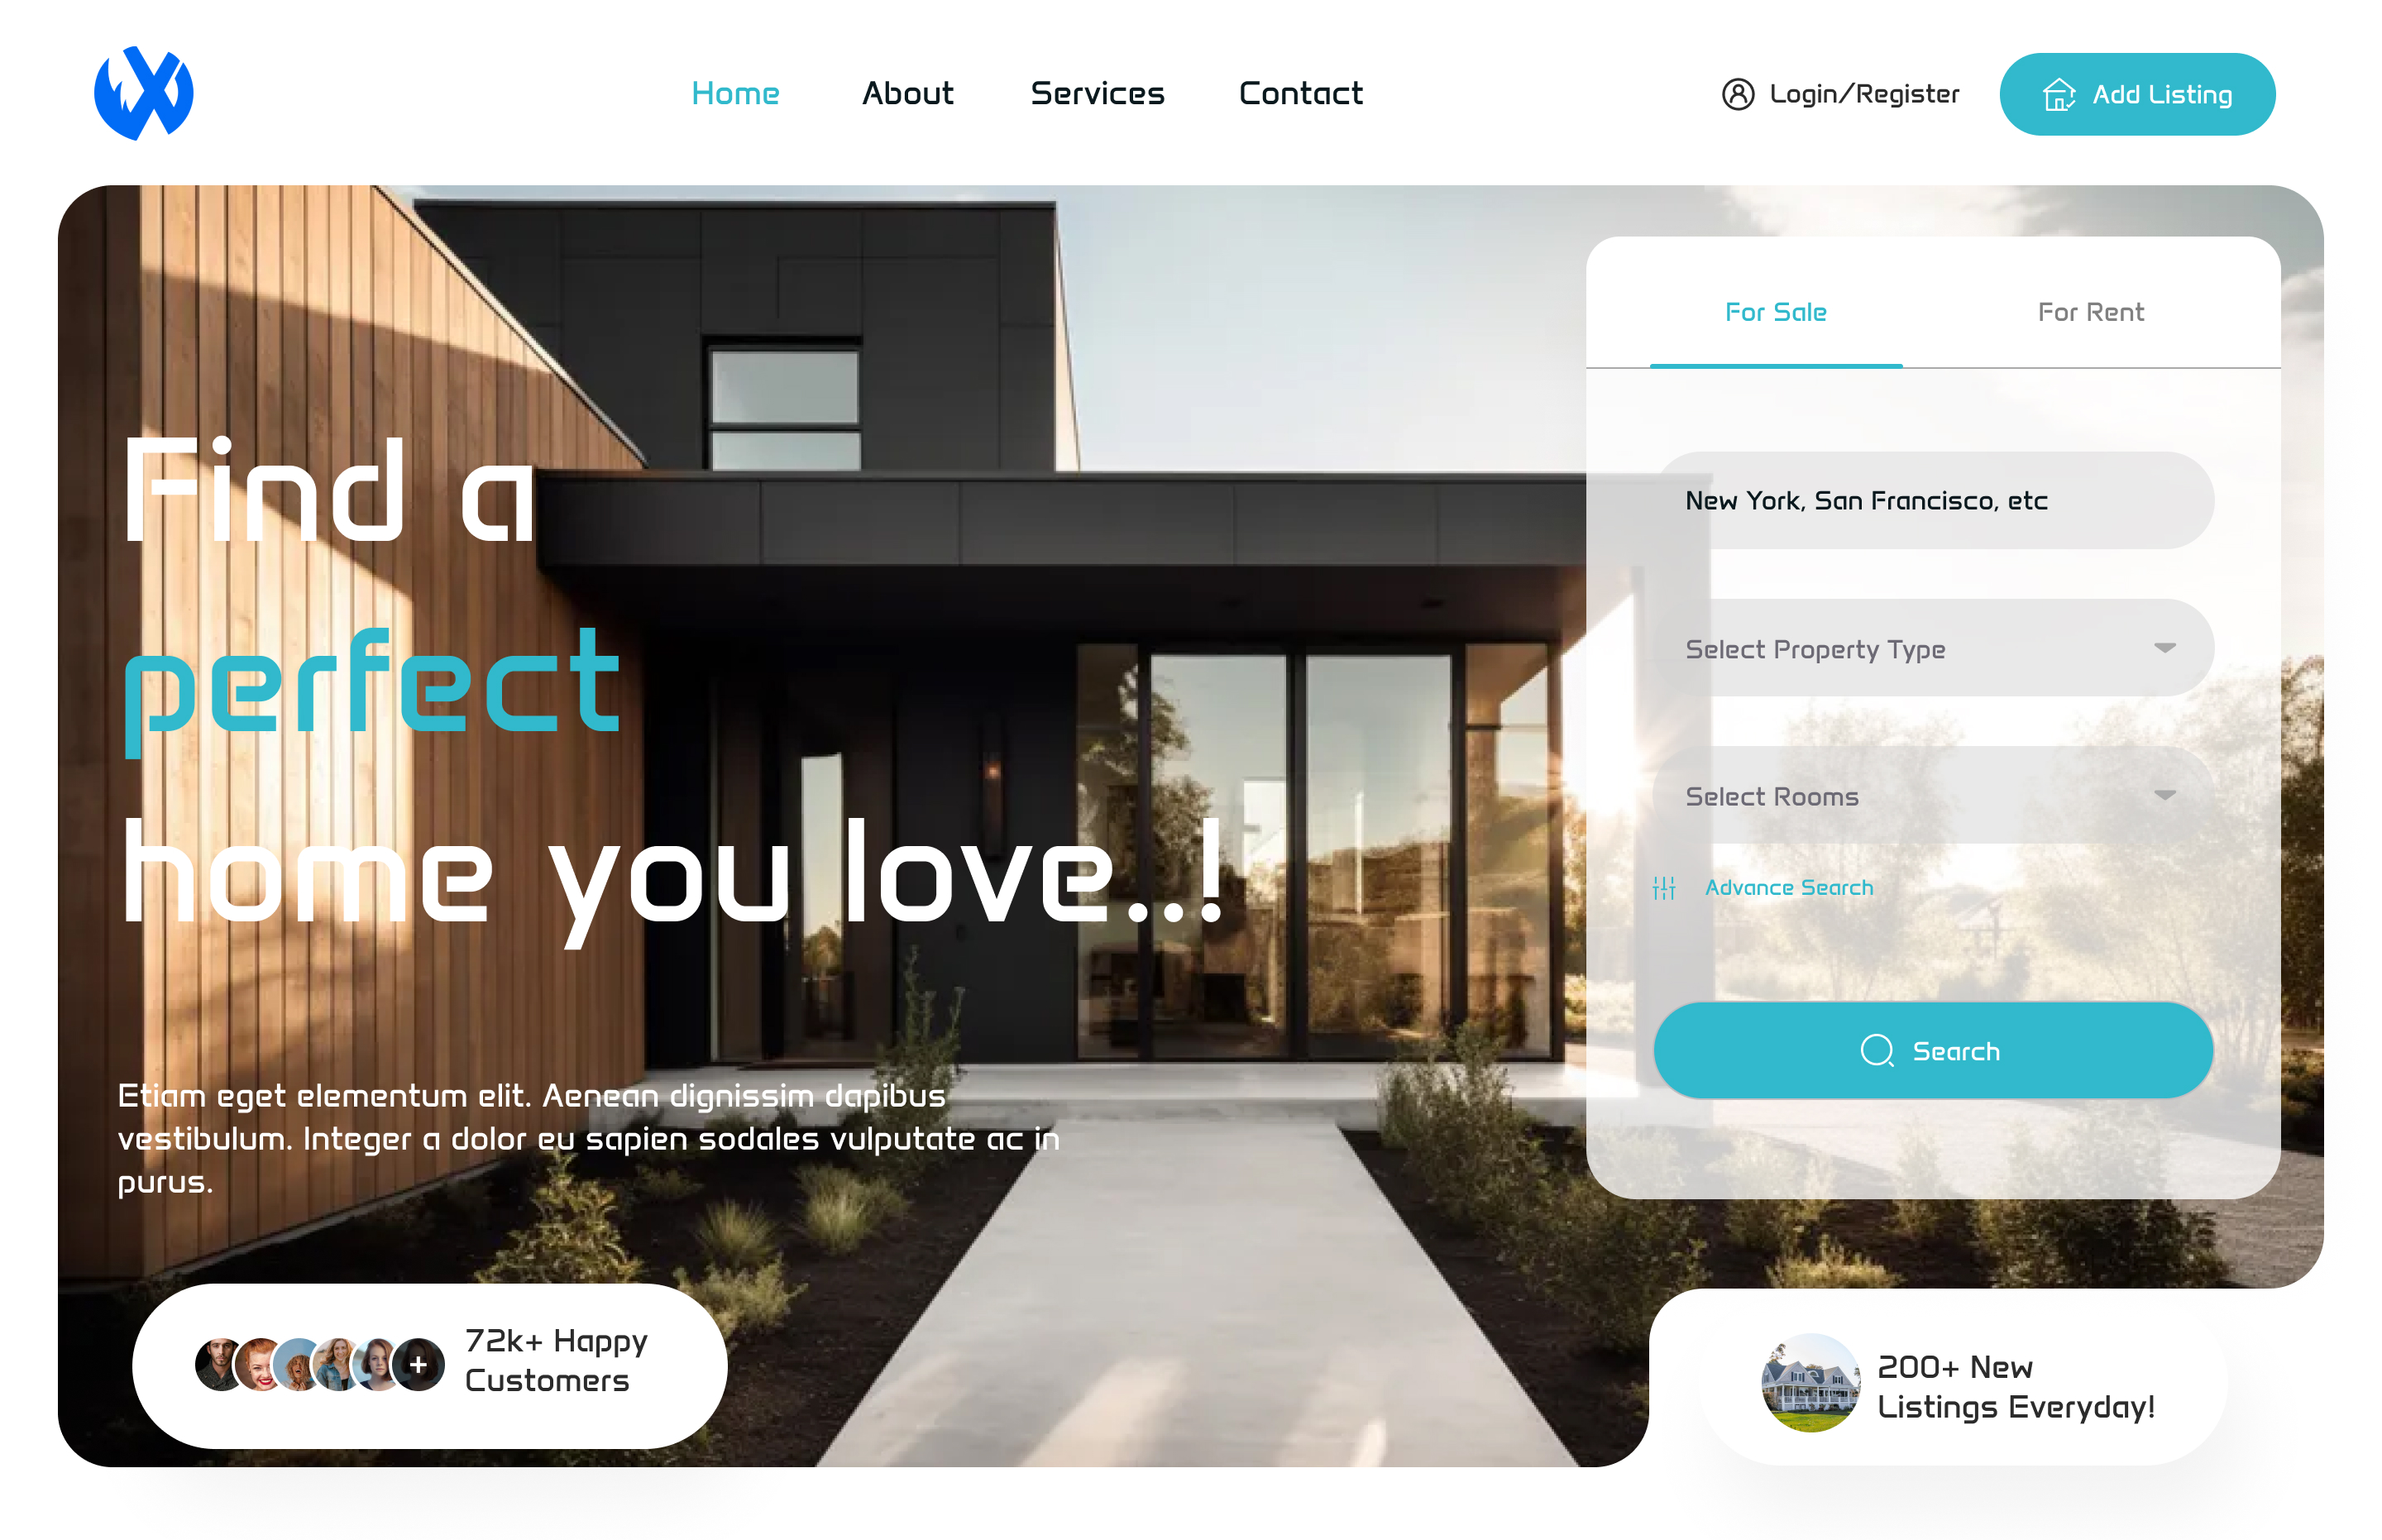 Home
About
Services
Contact
Login/Register
Add Listing
For Sale
For Rent
Find a
perfect
home you love..!
New York, San Francisco, etc
Select Property Type
Select Rooms
Advance Search
Search
Etiam eget elementum elit. Aenean dignissim dapibus
vestibulum. Integer a dolor eu sapien sodales vulputate ac in
purus.
+
72k+ Happy
Customers
200+ New
Listings Everyday!